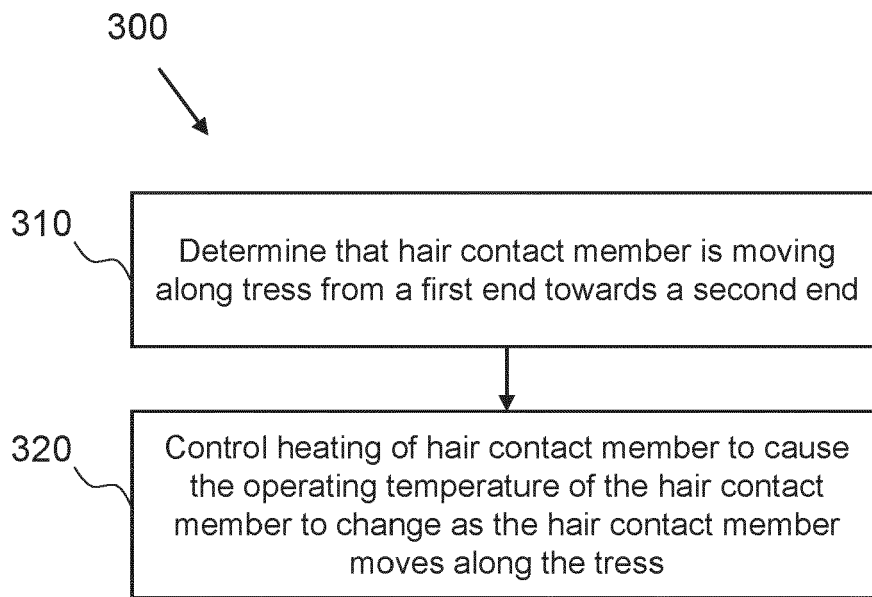 300
310
Determine that hair contact member is moving
along tress from a first end towards a second end
320
Control heating of hair contact member to cause
the operating temperature of the hair contact
member to change as the hair contact member
moves along the tress